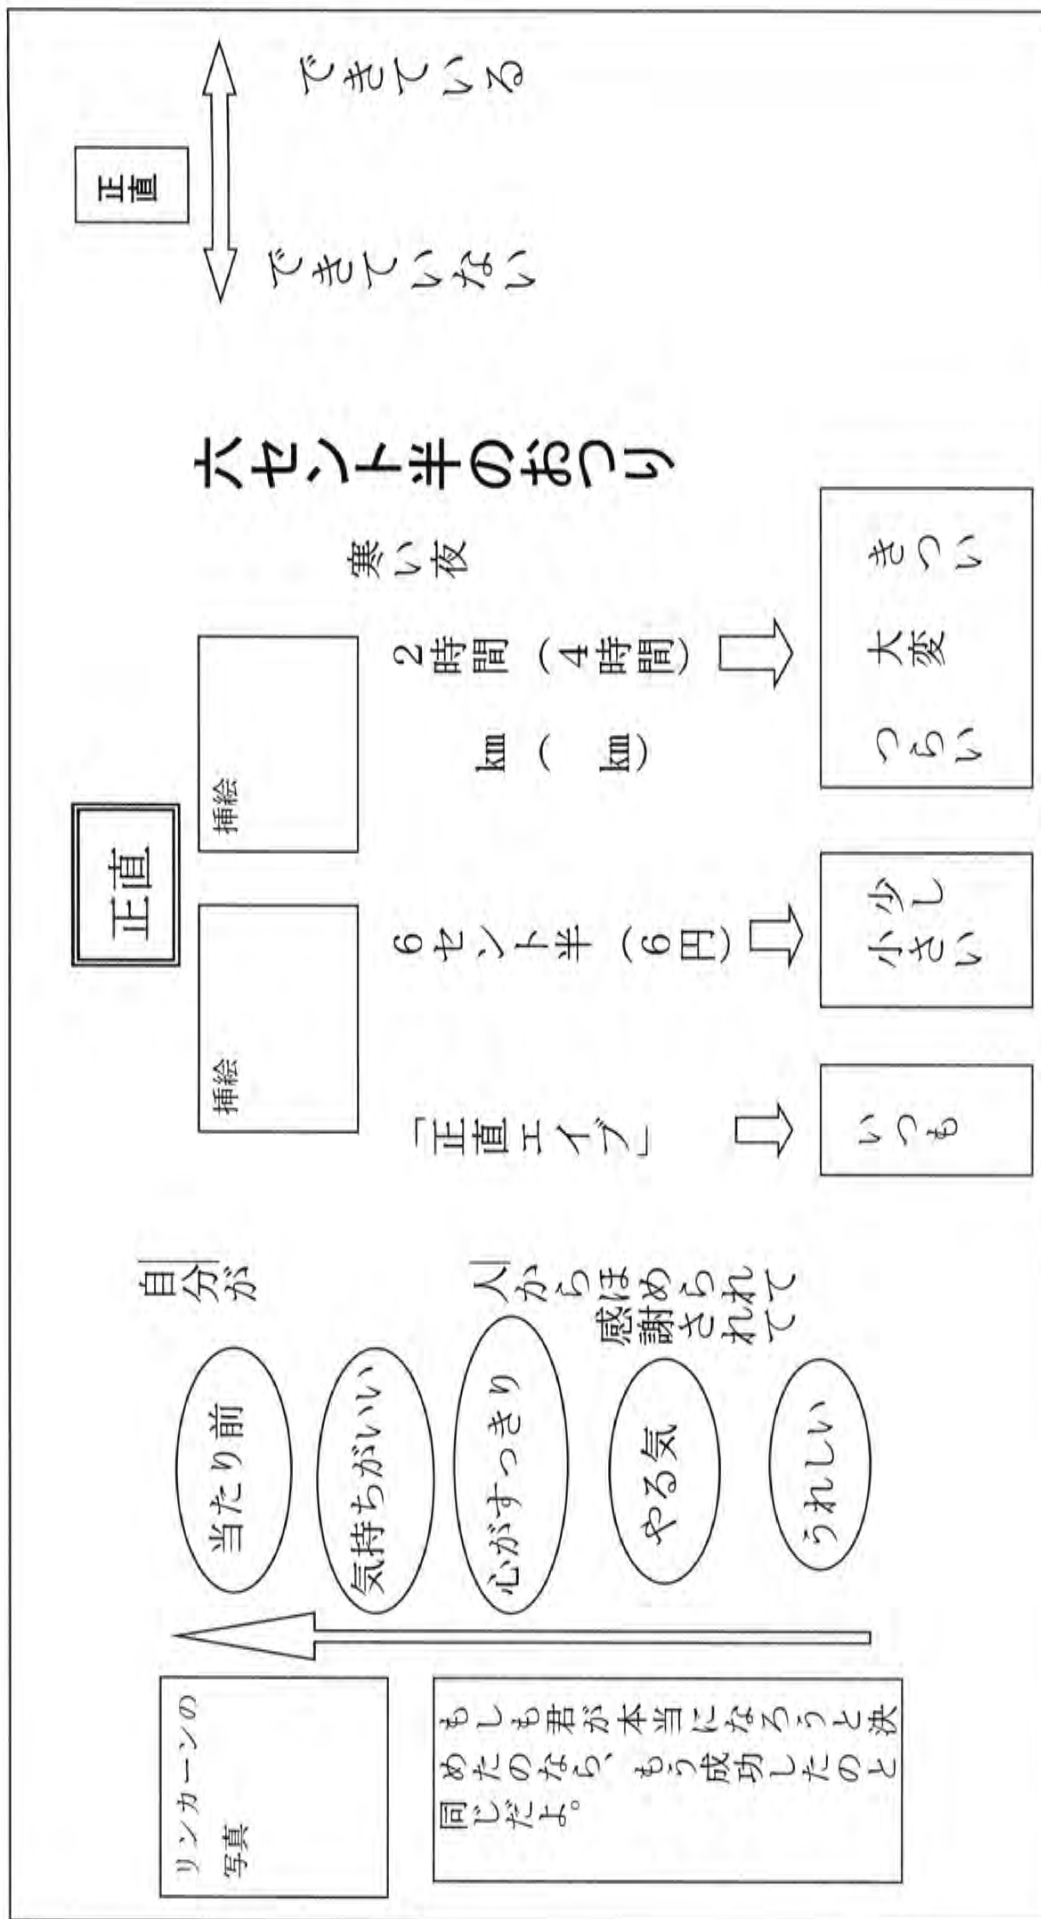 正直
できている
できていない
六セント半のおつり
正直
挿絵
挿絵
寒い夜
2時間（4時間）
km（　km）
きつい
大変
つらい
6セント半（6円）
少し
小さい
「正直エイブ」
いつも
自分が
人からほめられて
感謝されて
当たり前
気持ちがいい
心がすっきり
やる気
うれしい
リンカーンの
写真
もしも君が本当になろうと決
めたのなら、もう成功したのと
同じだよ。